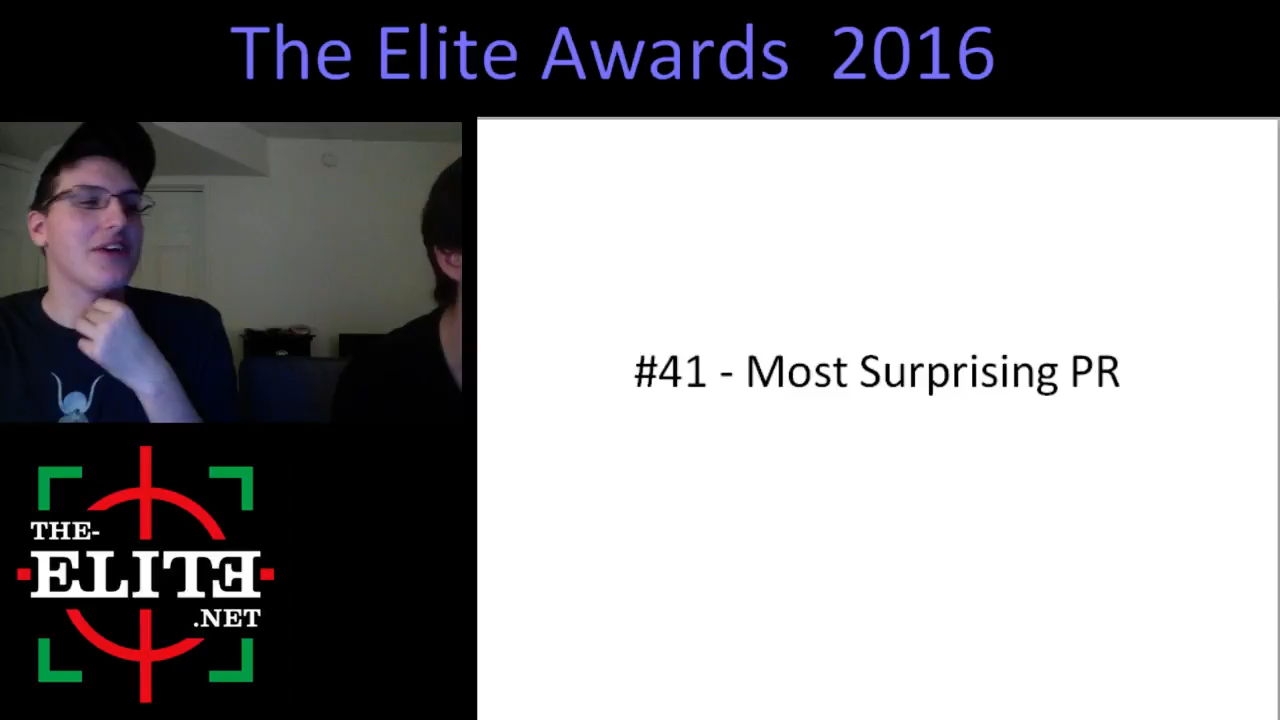 The Elite Awards 2016
#41 - Most Surprising PR
THE-
ELITE
.NET